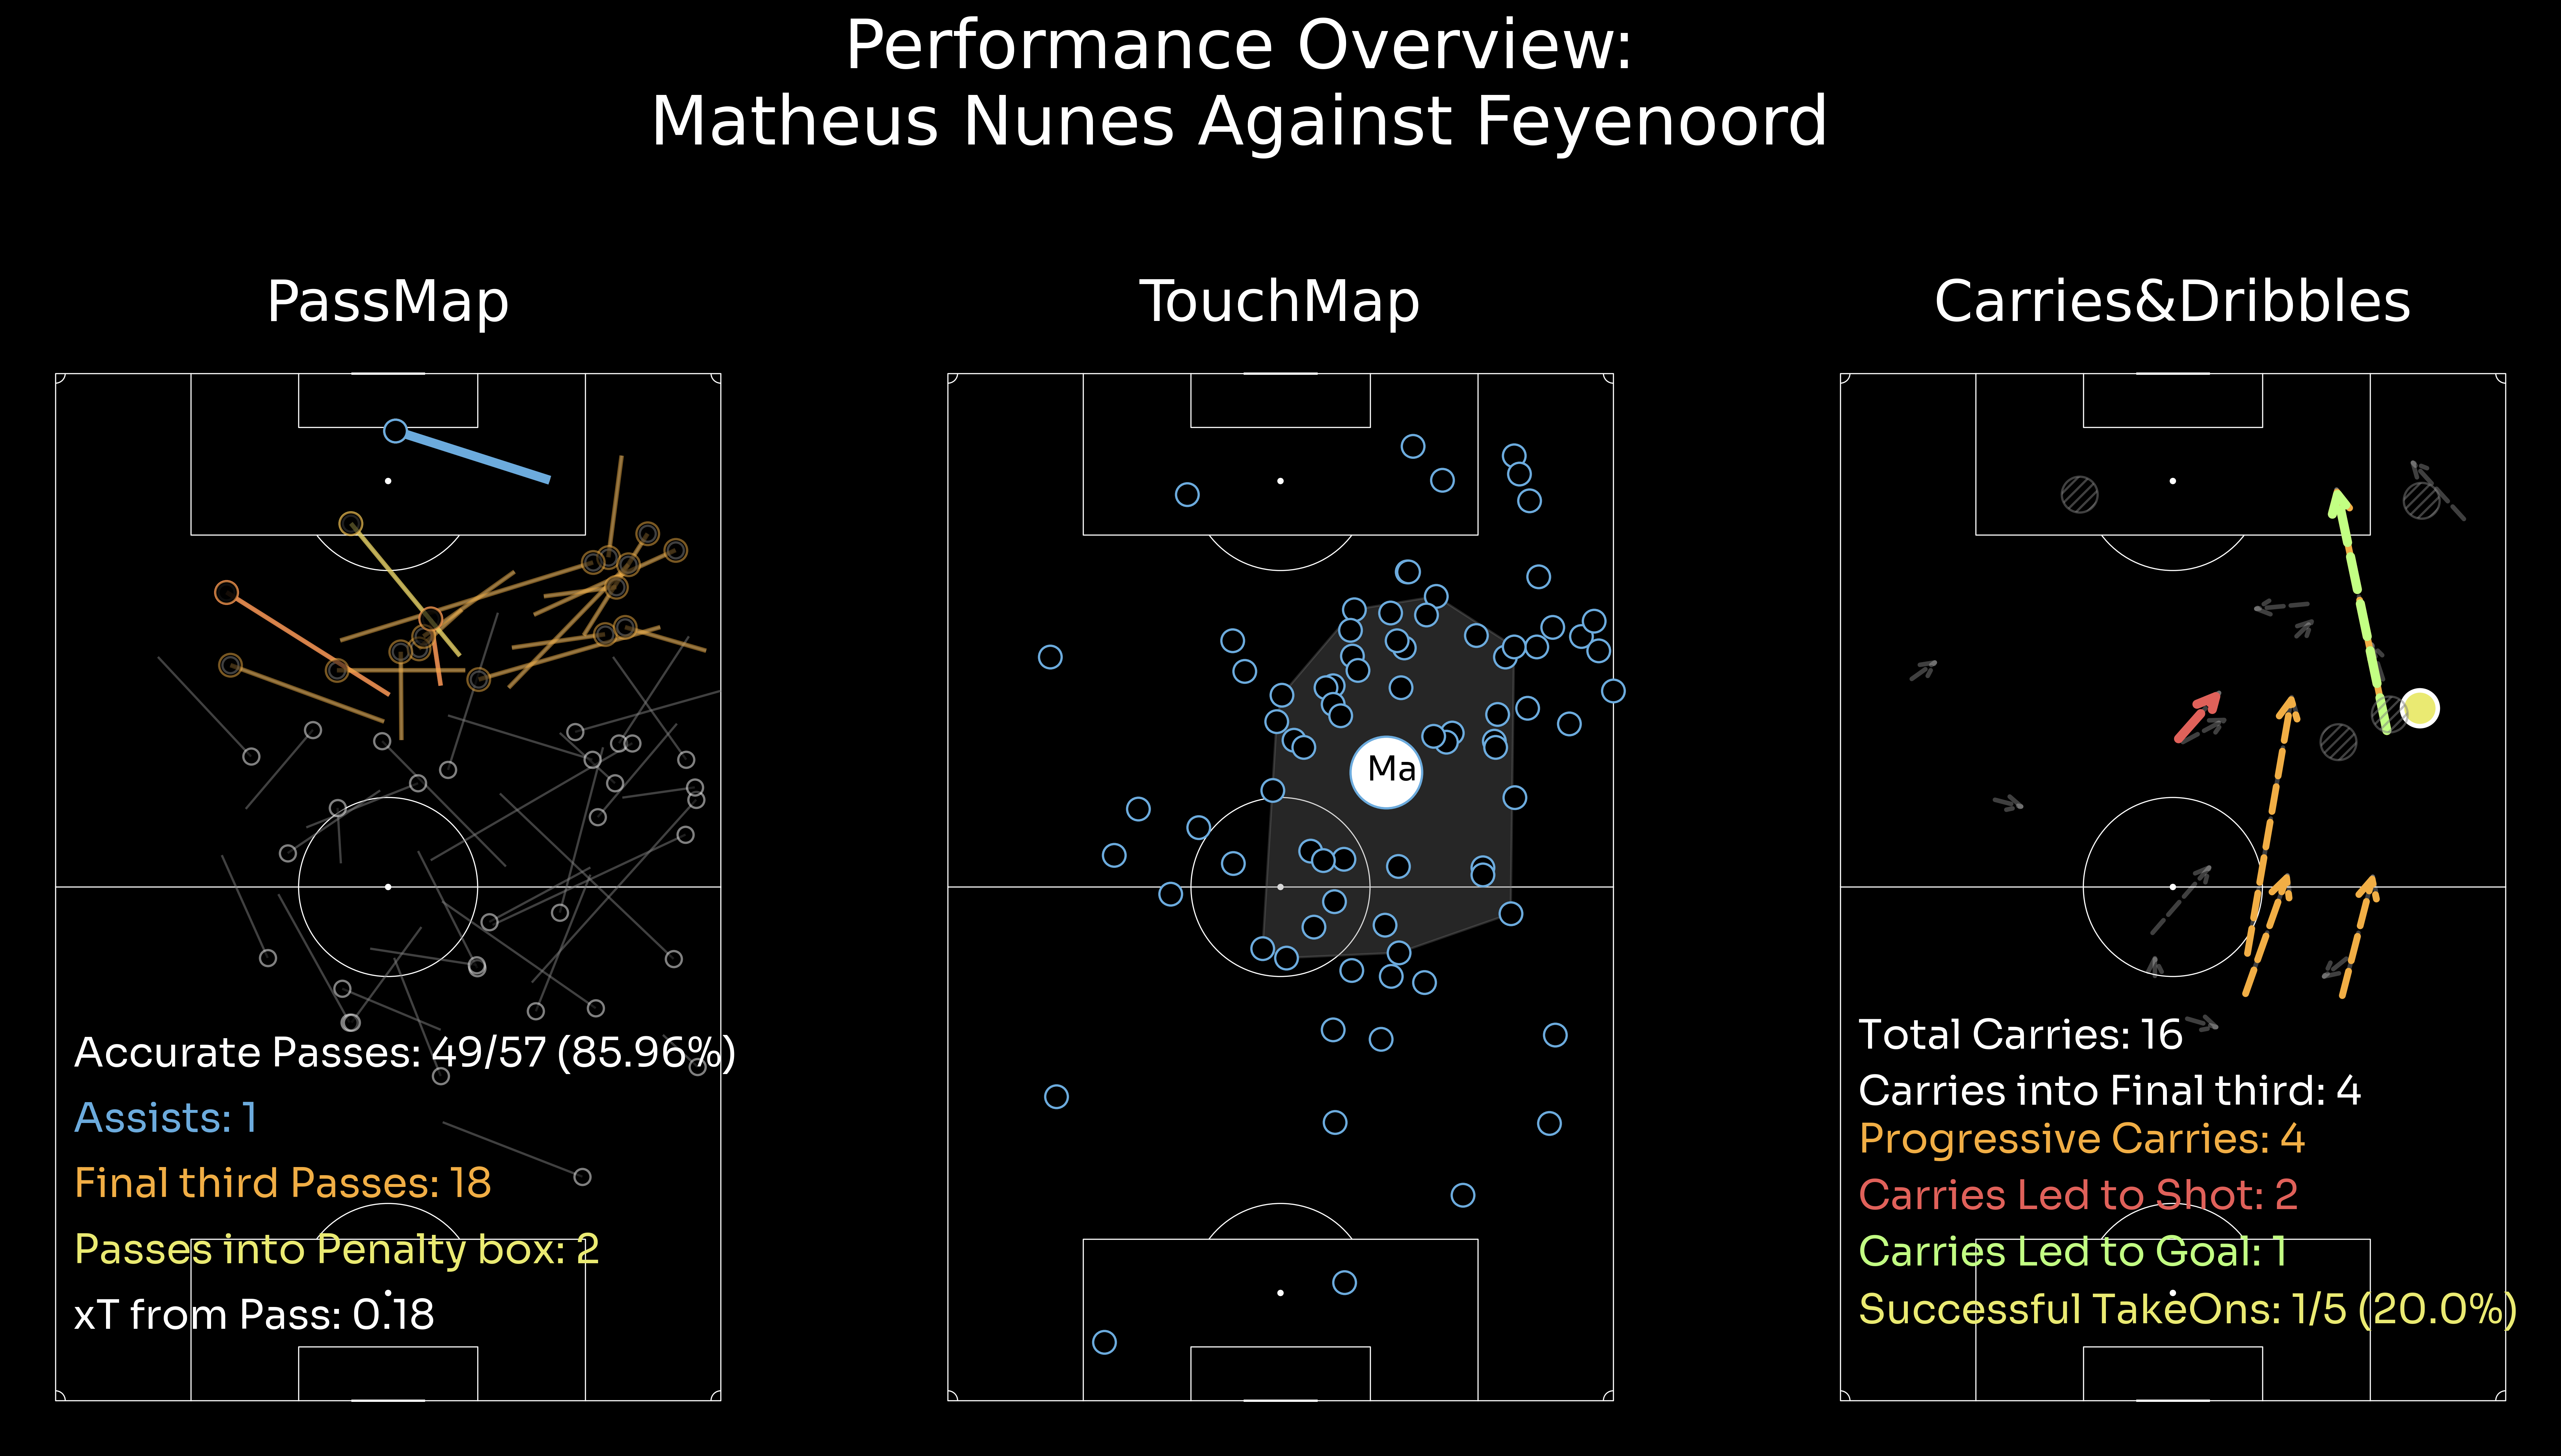 Performance Overview:
Matheus Nunes Against Feyenoord
PassMap
TouchMap
Carries&Dribbles
Ma
Accurate Passes: 49/57 (85.96%)
Assists: 1
Final third Passes: 18
Passes into Penalty box: 2
xT from Pass: 0.18
Total Carries: 16
Carries into Final third: 4
Progressive Carries: 4
Carries Led to Shot: 2
Carries Led to Goal: 1
Successful TakeOns: 1/5 (20.0%)